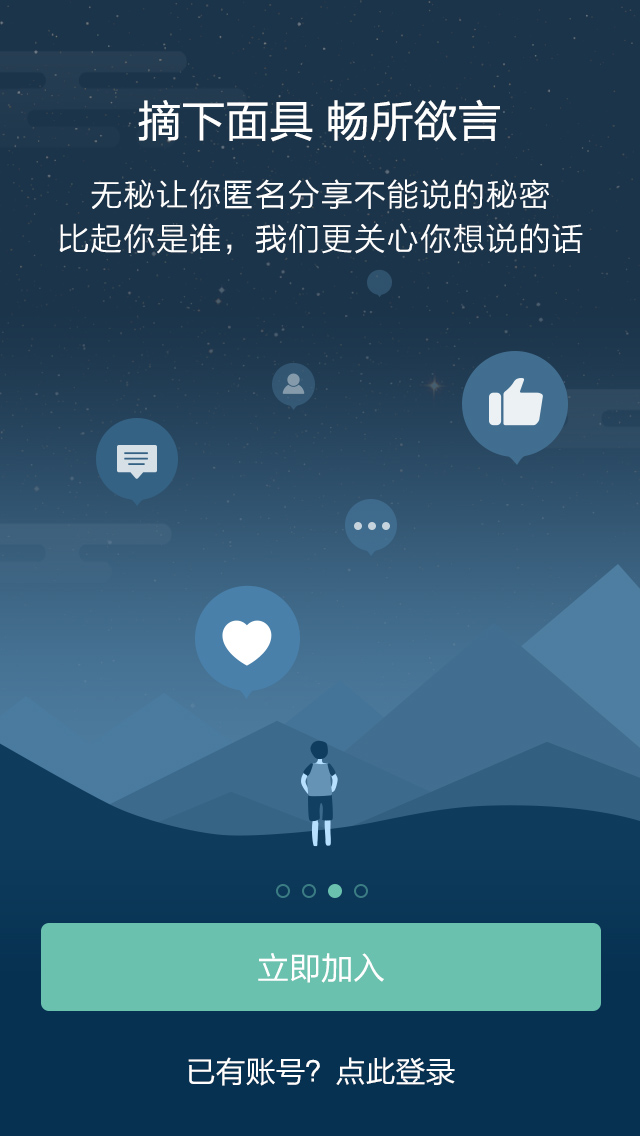 摘下面具 畅所欲言
无秘让你匿名分享不能说的秘密
比起你是谁，我们更关心你想说的话
立即加入
已有账号？点此登录